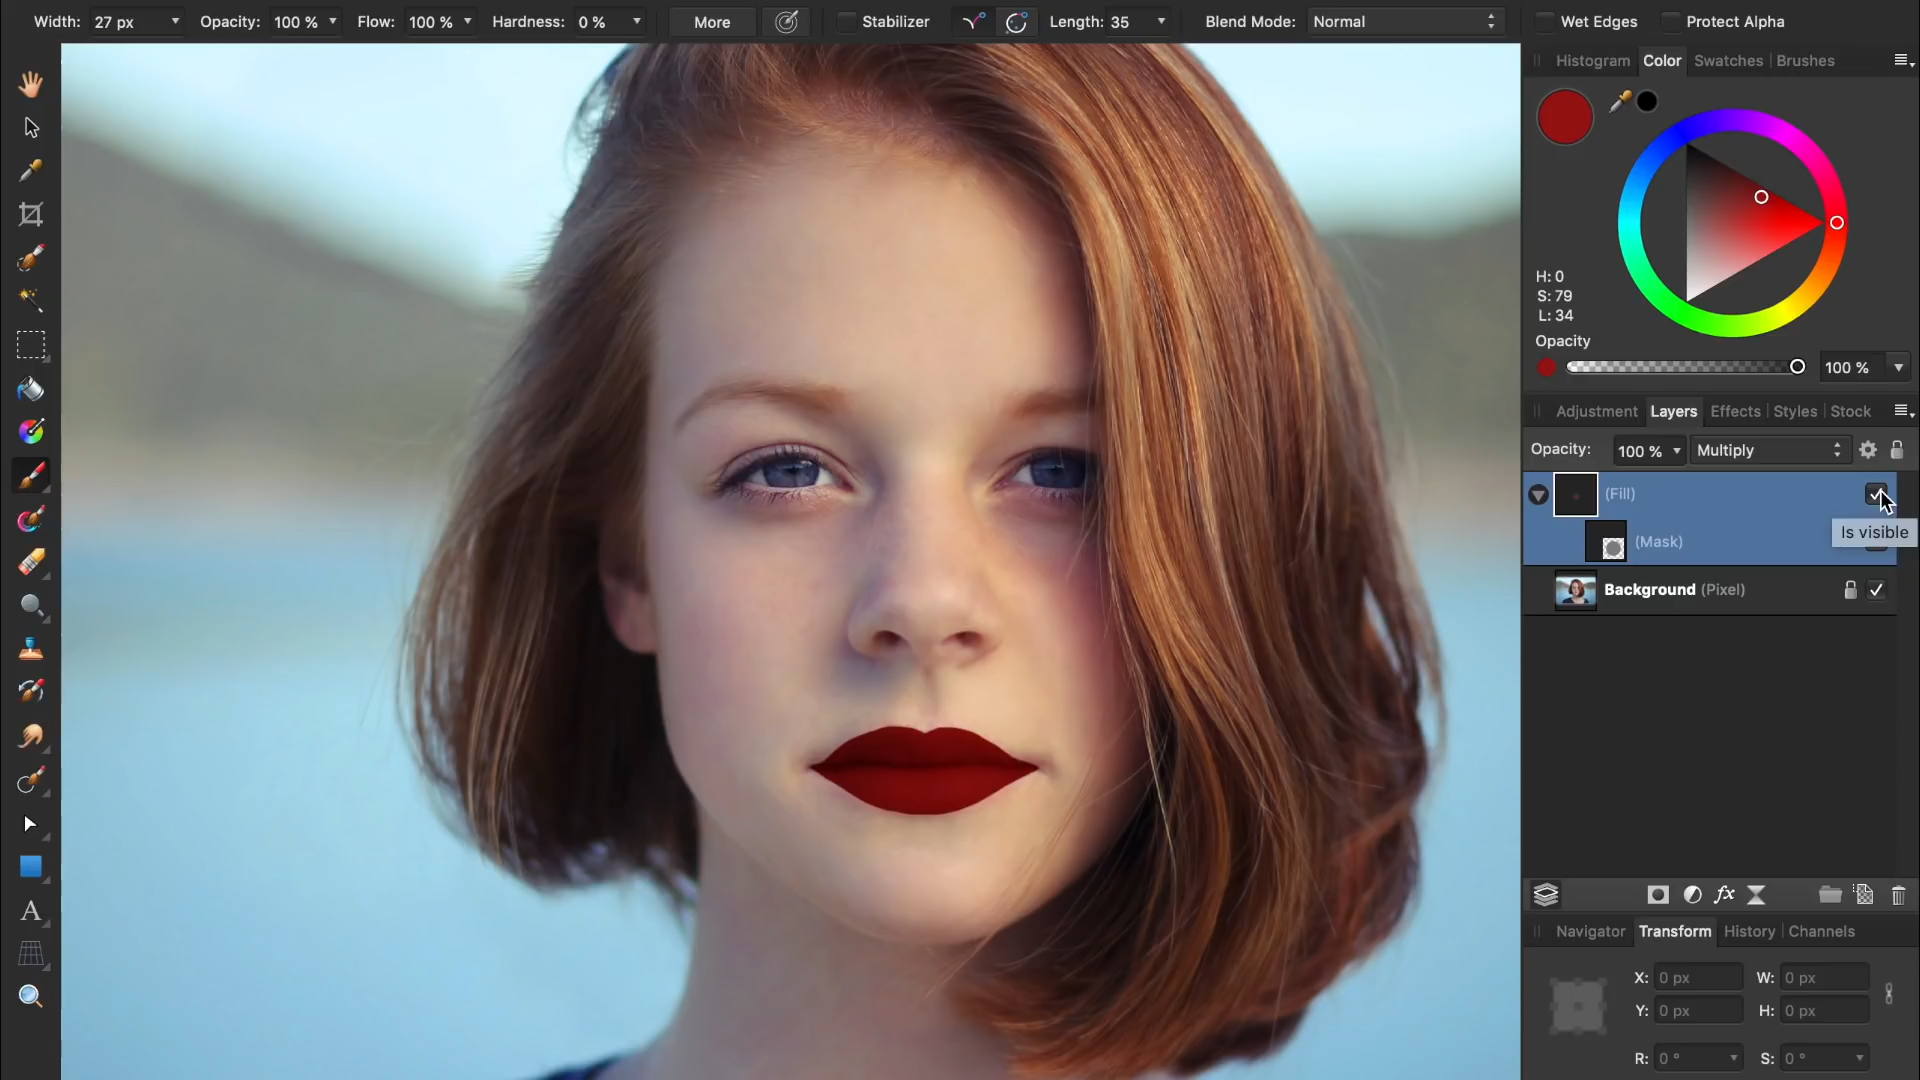 Width: 27 px Opacity: 100 % Flow: 100 % Hardness: 0 % More Stabilizer Length: 35 Blend Mode: Normal Wet Edges Protect Alpha
Histogram Color Swatches Brushes
H: 0
S: 79
L: 34
Opacity
100 %
Adjustment Layers Effects Styles Stock
Opacity: 100 % Multiply
(Fill)
Is visible
(Mask)
Background (Pixel)
fx
A
Navigator Transform History Channels
X: 0 px W: 0 px
Y: 0 px H: 0 px
R: 0 ° S: 0 °